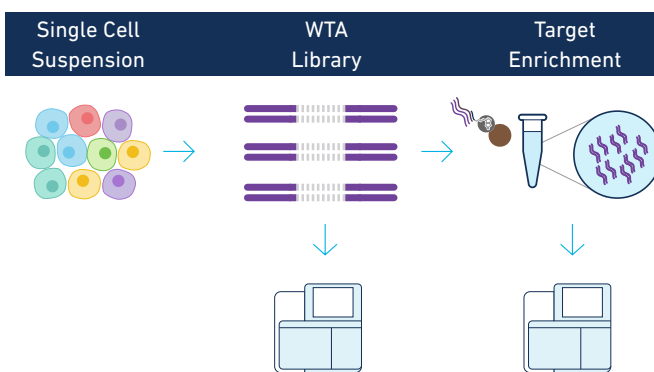 Single Cell
Suspension
WTA
Library
Target
Enrichment